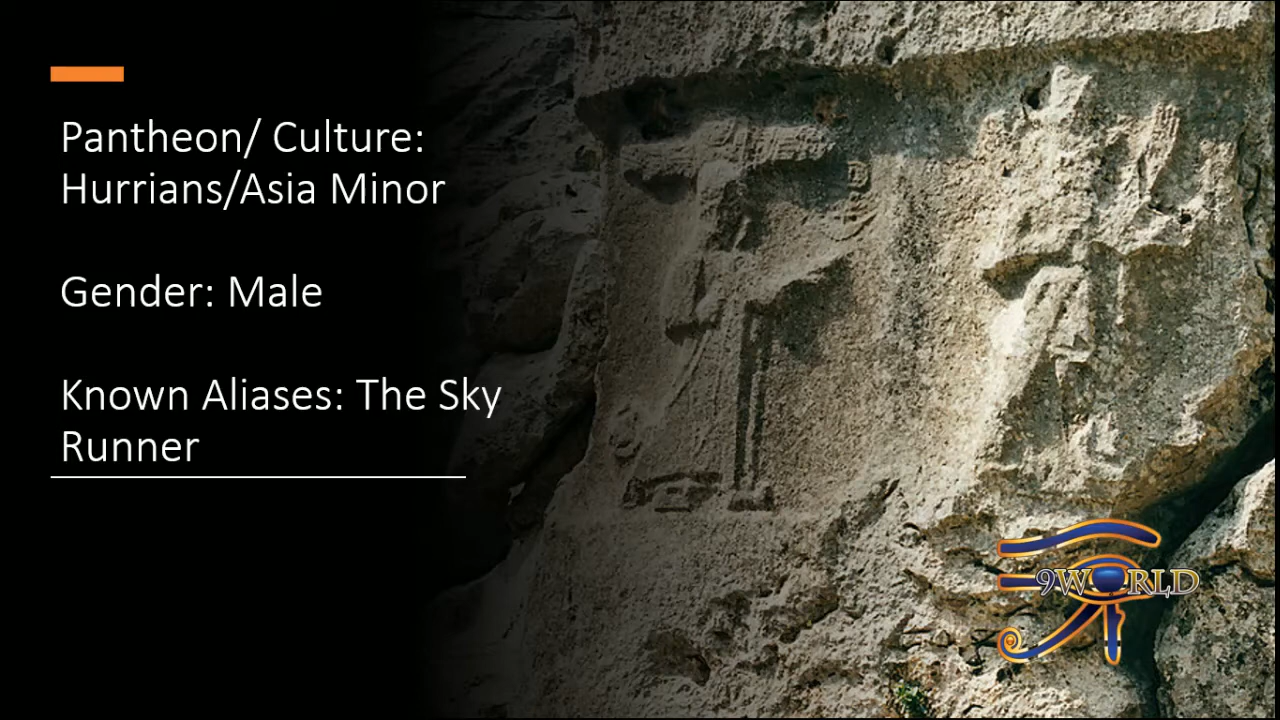 Pantheon/ Culture:
Hurrians/Asia Minor
Gender: Male
Known Aliases: The Sky
Runner
9WORLD